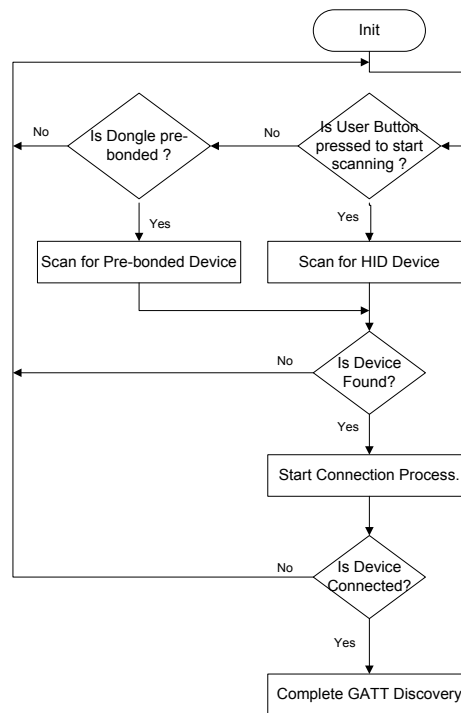 Init
Is Dongle pre-
bonded ?
No
Is User Button
pressed to start
scanning ?
No
Yes
Yes
Scan for Pre-bonded Device
Scan for HID Device
Is Device
Found?
No
Yes
Start Connection Process.
Is Device
Connected?
No
Yes
Complete GATT Discovery